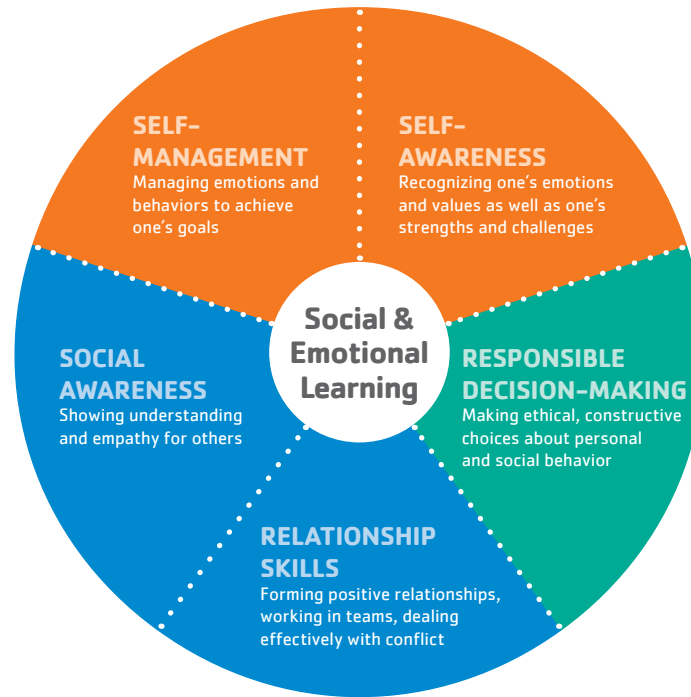 SELF-
MANAGEMENT
Managing emotions and
behaviors to achieve
one's goals
SELF-
AWARENESS
Recognizing one's emotions
and values as well as one's
strengths and challenges
Social &
Emotional
Learning
SOCIAL
AWARENESS
Showing understanding
and empathy for others
RESPONSIBLE
DECISION-MAKING
Making ethical, constructive
choices about personal
and social behavior
RELATIONSHIP
SKILLS
Forming positive relationships,
working in teams, dealing
effectively with conflict